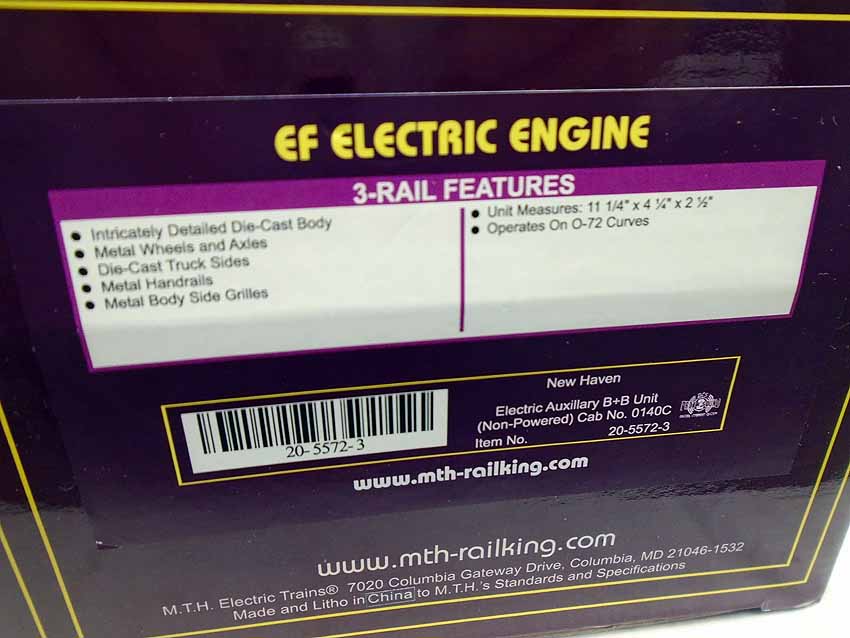 EF ELECTRIC ENGINE
3-RAIL FEATURES
• Intricately Detailed Die-Cast Body
• Metal Wheels and Axles
• Die-Cast Truck Sides
• Metal Handrails
• Metal Body Side Grilles
• Unit Measures: 11 1/4" x 4 ¼" x 2 ½"
• Operates On O-72 Curves
20-5572-3
New Haven
Electric Auxillary B+B Unit
(Non-Powered) Cab No. 0140C
Item No. 20-5572-3
www.mth-railking.com
www.mth-railking.com
M.T.H. Electric Trains® 7020 Columbia Gateway Drive, Columbia, MD 21046-1532
Made and Litho in China to M.T.H.'s Standards and Specifications